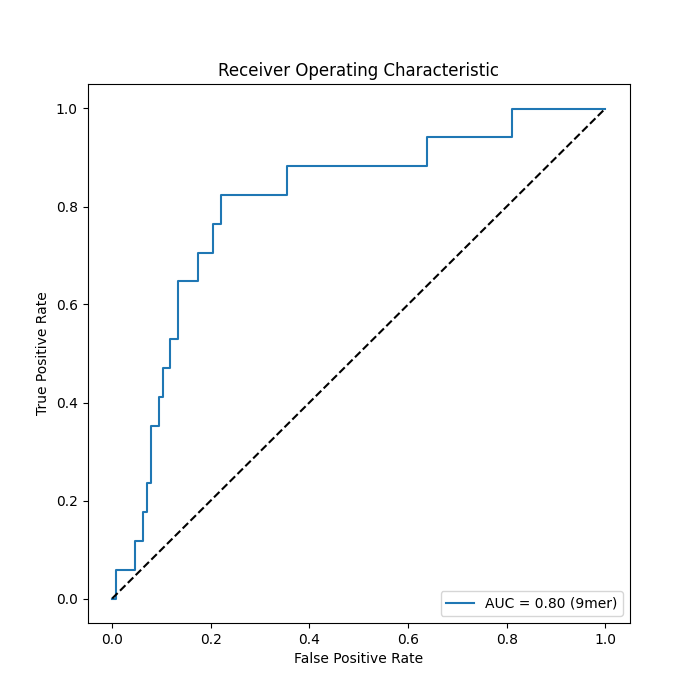 Receiver Operating Characteristic
1.0
0.8
0.6
0.4
0.2
0.0
True Positive Rate
AUC = 0.80 (9mer)
0.0 0.2 0.4 0.6 0.8 1.0
False Positive Rate